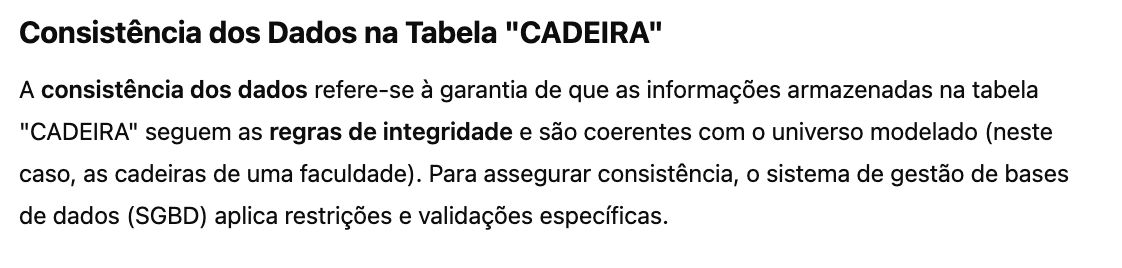 Consistência dos Dados na Tabela "CADEIRA"
A consistência dos dados refere-se à garantia de que as informações armazenadas na tabela
"CADEIRA" seguem as regras de integridade e são coerentes com o universo modelado (neste
caso, as cadeiras de uma faculdade). Para assegurar consistência, o sistema de gestão de bases
de dados (SGBD) aplica restrições e validações específicas.